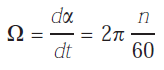 Ω = dα/dt = 2π n/60